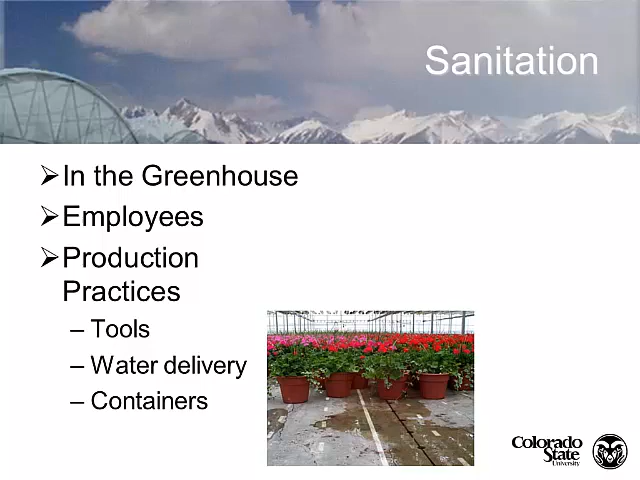 Sanitation
➢In the Greenhouse
➢Employees
➢Production
Practices
– Tools
– Water delivery
– Containers
Colorado
State
University